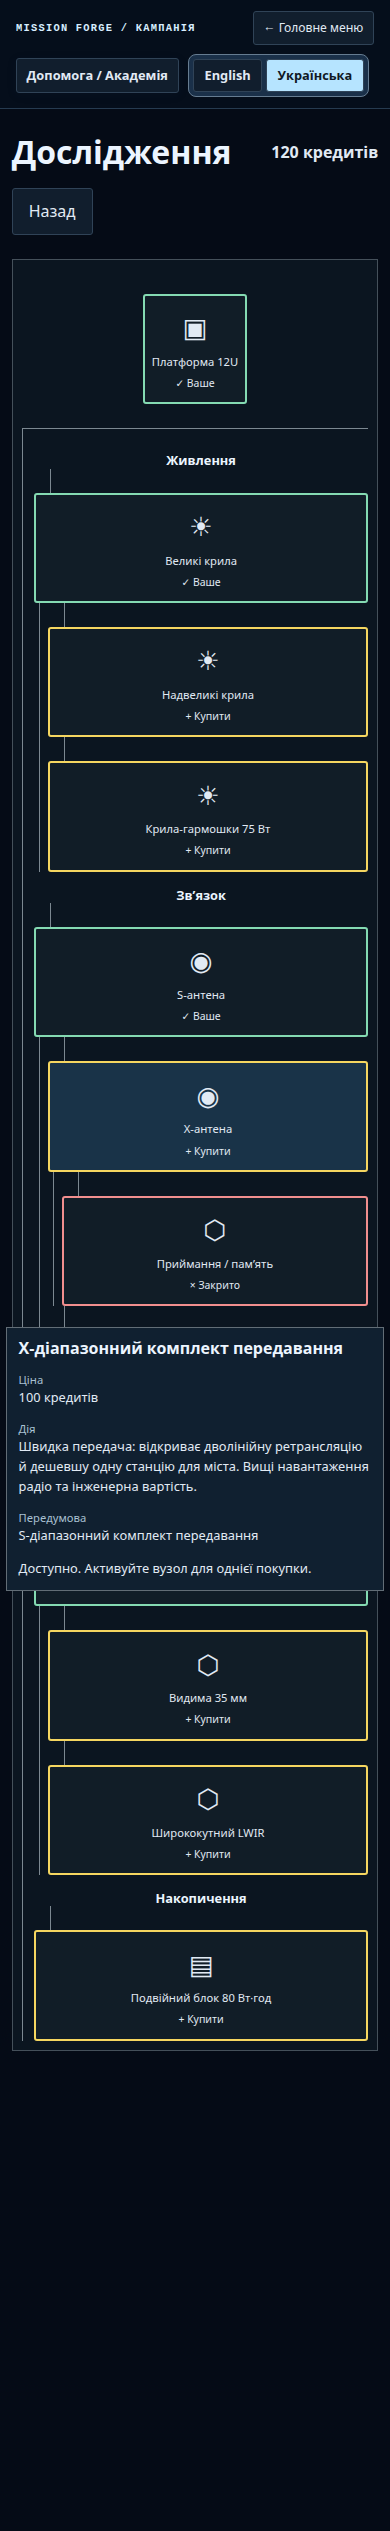 MISSION FORGE / КАМПАНІЯ
← Головне меню
Допомога / Академія
English
Українська
Дослідження
120 кредитів
Назад
Платформа 12U
✓ Ваше
Живлення
Великі крила
✓ Ваше
Надвеликі крила
+ Купити
Крила-гармошки 75 Вт
+ Купити
Зв’язок
S-антена
✓ Ваше
X-антена
+ Купити
Приймання / пам’ять
× Закрито
X-діапазонний комплект передавання
Ціна
100 кредитів
Дія
Швидка передача: відкриває дволінійну ретрансляцію
й дешевшу одну станцію для міста. Вищі навантаження
радіо та інженерна вартість.
Передумова
S-діапазонний комплект передавання
Доступно. Активуйте вузол для однієї покупки.
Видима 35 мм
+ Купити
Ширококутний LWIR
+ Купити
Накопичення
Подвійний блок 80 Вт·год
+ Купити